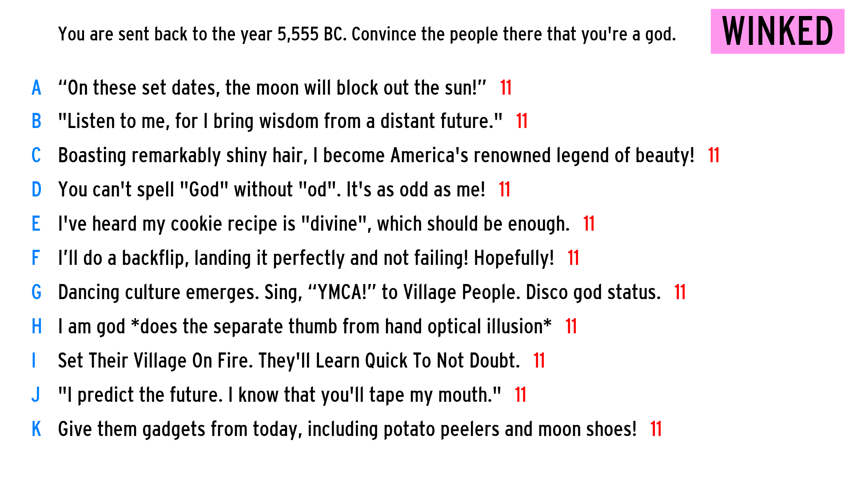 You are sent back to the year 5,555 BC. Convince the people there that you're a god.
WINKED
A “On these set dates, the moon will block out the sun!” 11
B "Listen to me, for I bring wisdom from a distant future." 11
C Boasting remarkably shiny hair, I become America's renowned legend of beauty! 11
D You can't spell "God" without "od". It's as odd as me! 11
E I've heard my cookie recipe is "divine", which should be enough. 11
F I’ll do a backflip, landing it perfectly and not failing! Hopefully! 11
G Dancing culture emerges. Sing, “YMCA!” to Village People. Disco god status. 11
H I am god *does the separate thumb from hand optical illusion* 11
I Set Their Village On Fire. They'll Learn Quick To Not Doubt. 11
J "I predict the future. I know that you'll tape my mouth." 11
K Give them gadgets from today, including potato peelers and moon shoes! 11